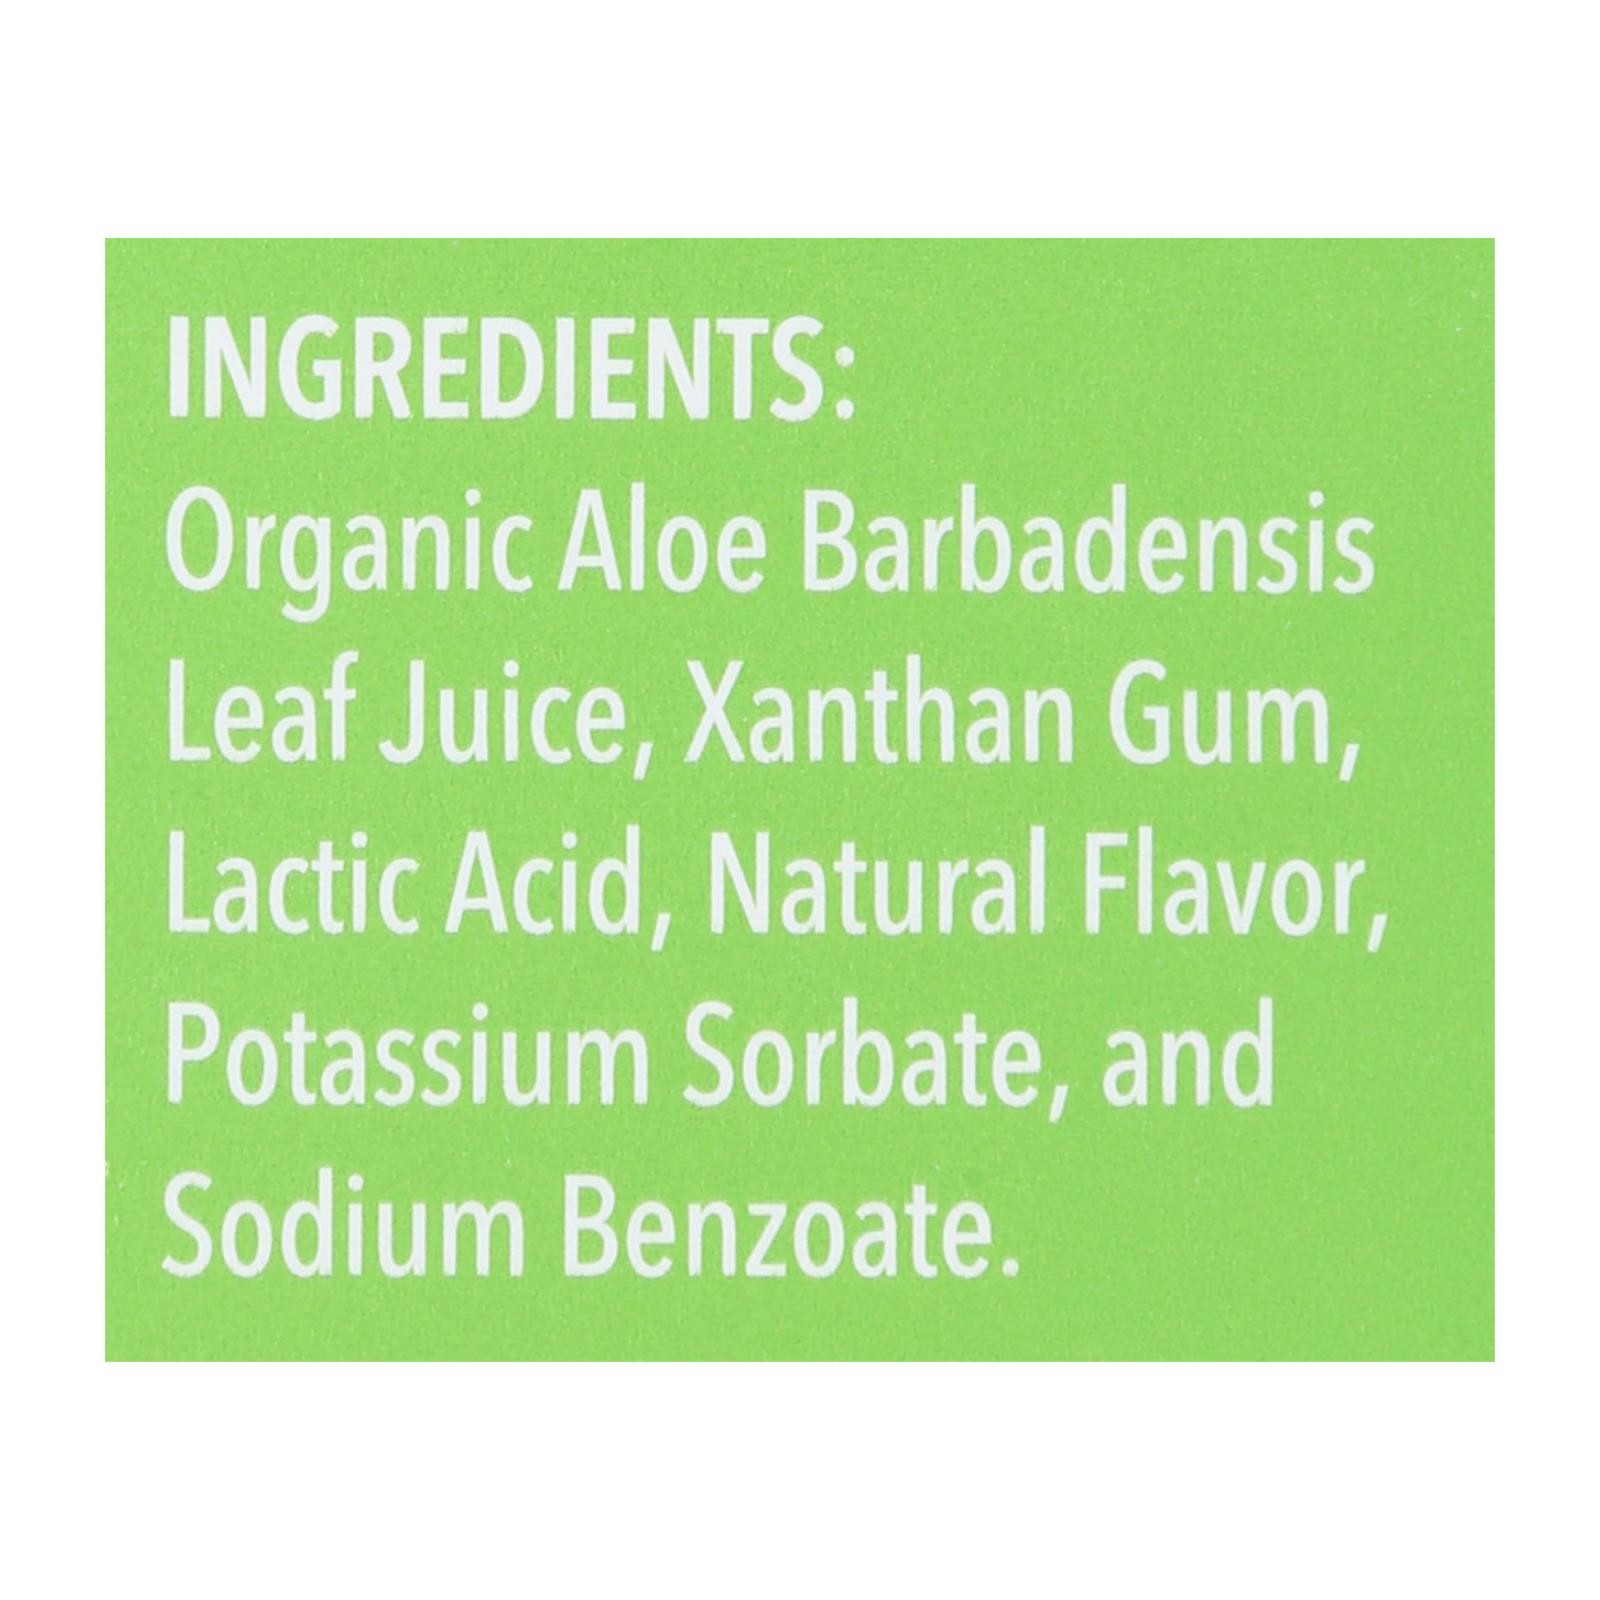 INGREDIENTS:
Organic Aloe Barbadensis
Leaf Juice, Xanthan Gum,
Lactic Acid, Natural Flavor,
Potassium Sorbate, and
Sodium Benzoate.